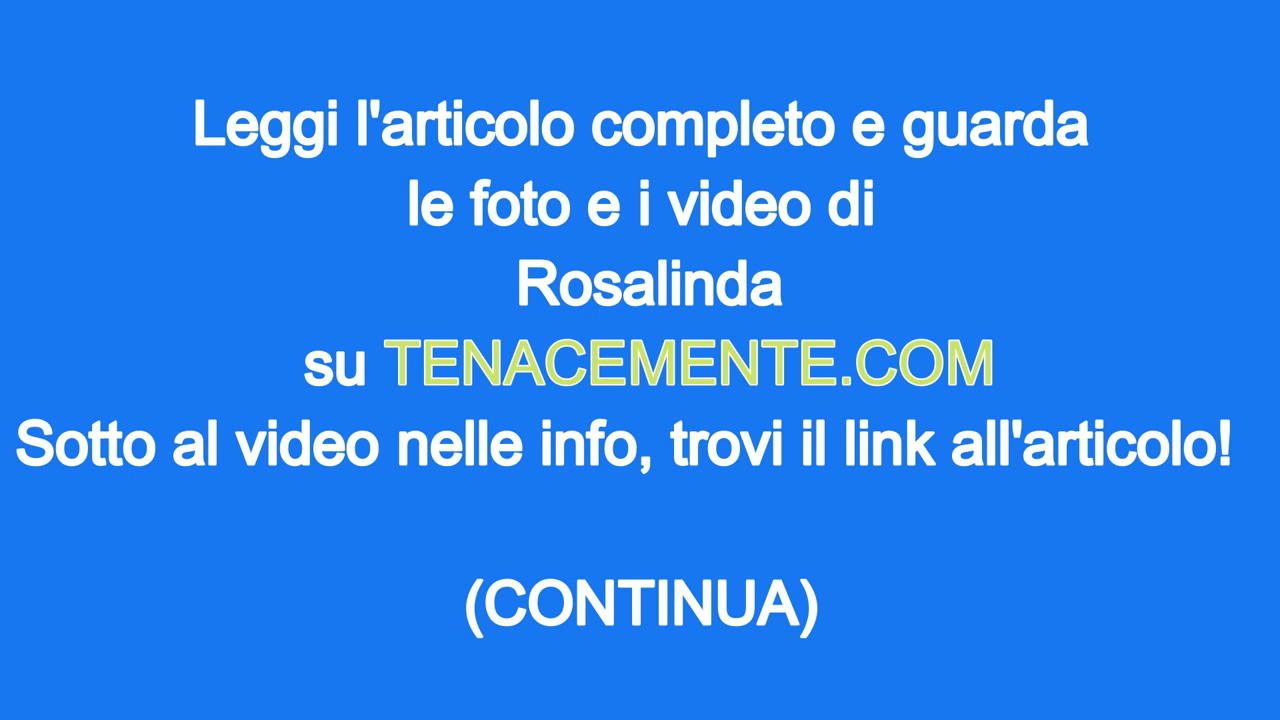 Leggi l'articolo completo e guarda
le foto e i video di
Rosalinda
su TENACEMENTE.COM
Sotto al video nelle info, trovi il link all'articolo!
(CONTINUA)